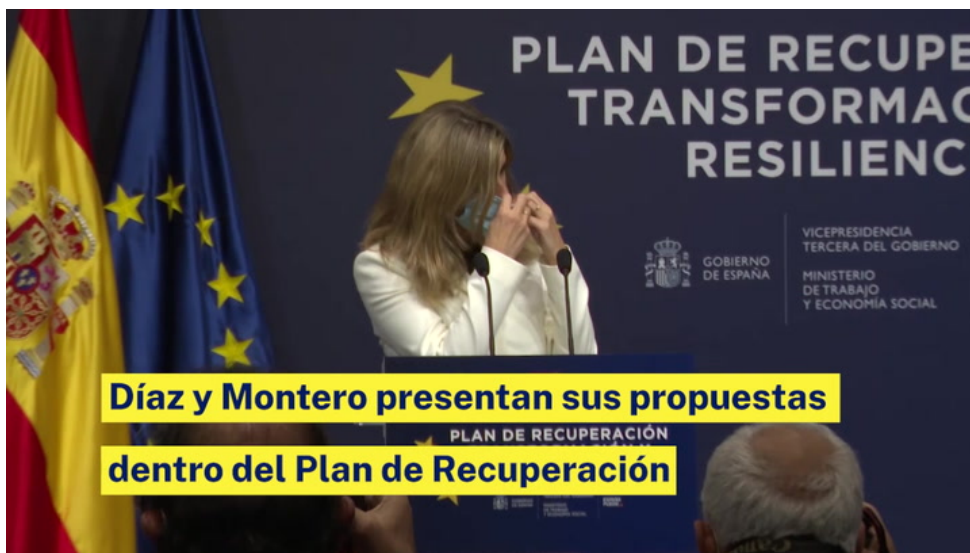 PLAN DE RECUPE
TRANSFORMAC
RESILIENC
GOBIERNO
DE ESPAÑA
VICEPRESIDENCIA
TERCERA DEL GOBIERNO
MINISTERIO
DE TRABAJO
Y ECONOMÍA SOCIAL
Díaz y Montero presentan sus propuestas
PLAN DE RECUPERACIÓN
dentro del Plan de Recuperación